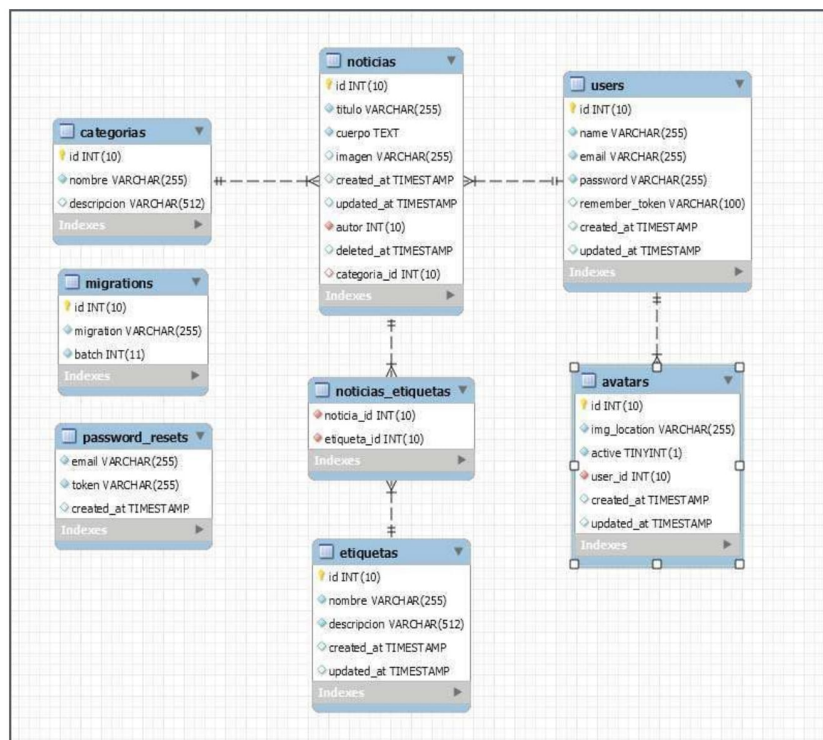 noticias
id INT(10)
titulo VARCHAR(255)
cuerpo TEXT
imagen VARCHAR(255)
created_at TIMESTAMP
updated_at TIMESTAMP
autor INT(10)
deleted_at TIMESTAMP
categoria_id INT(10)
Indexes
users
id INT(10)
name VARCHAR(255)
email VARCHAR(255)
password VARCHAR(255)
remember_token VARCHAR(100)
created_at TIMESTAMP
updated_at TIMESTAMP
Indexes
categorias
id INT(10)
nombre VARCHAR(255)
descripcion VARCHAR(512)
Indexes
migrations
id INT(10)
migration VARCHAR(255)
batch INT(11)
Indexes
noticias_etiquetas
noticia_id INT(10)
etiqueta_id INT(10)
Indexes
avatars
id INT(10)
img_location VARCHAR(255)
active TINYINT(1)
user_id INT(10)
created_at TIMESTAMP
updated_at TIMESTAMP
Indexes
password_resets
email VARCHAR(255)
token VARCHAR(255)
created_at TIMESTAMP
Indexes
etiquetas
id INT(10)
nombre VARCHAR(255)
descripcion VARCHAR(512)
created_at TIMESTAMP
updated_at TIMESTAMP
Indexes